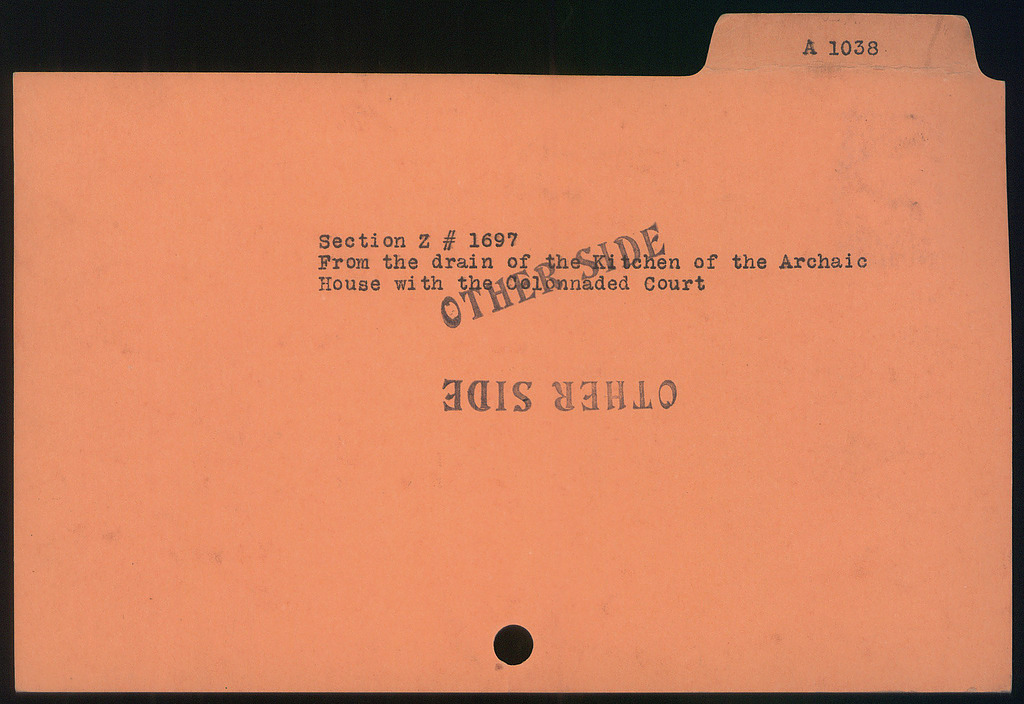 A 1038
Section Z # 1697
From the drain of the Kitchen of the Archaic
House with the Colonnaded Court
OTHER SIDE
OTHER SIDE